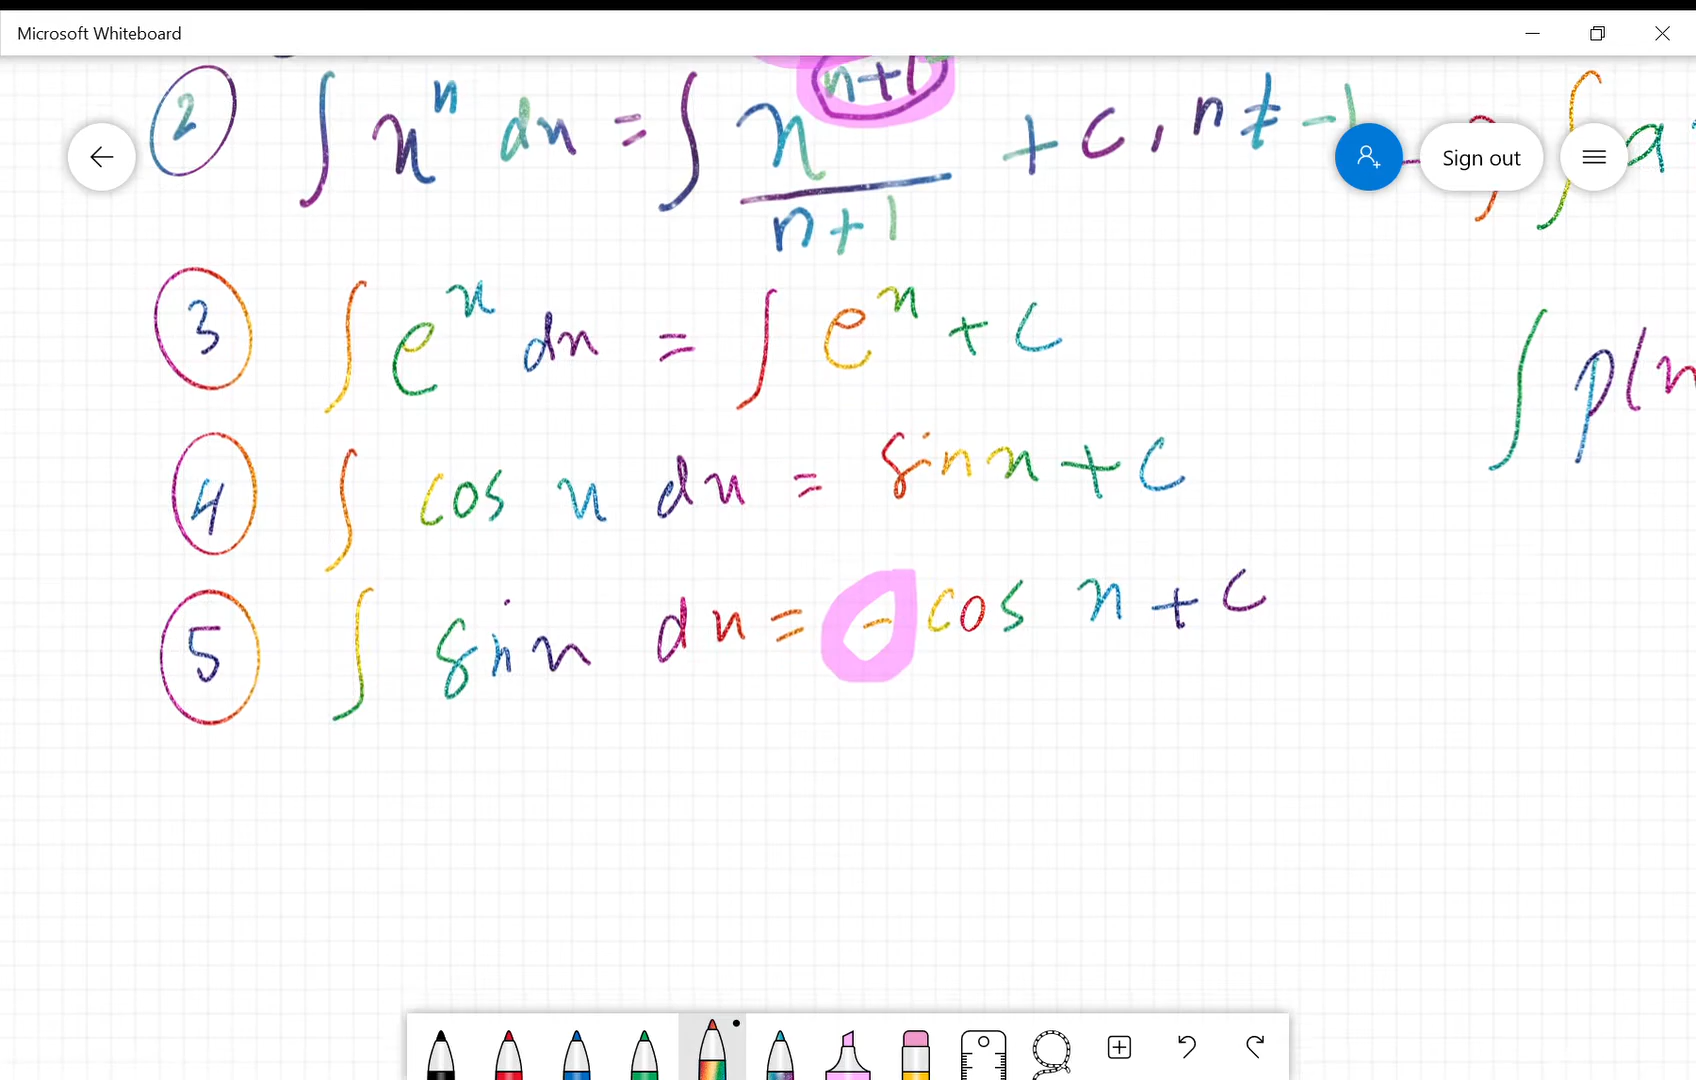 Microsoft Whiteboard
Sign out
② ∫ xⁿ dx = ∫ xⁿ⁺¹/(n+1) + c, n ≠ -1
∫ a
③ ∫ eˣ dx = ∫ eˣ + c
∫ p(x
④ ∫ cos x dx = sin x + c
⑤ ∫ sin dx = - cos x + c